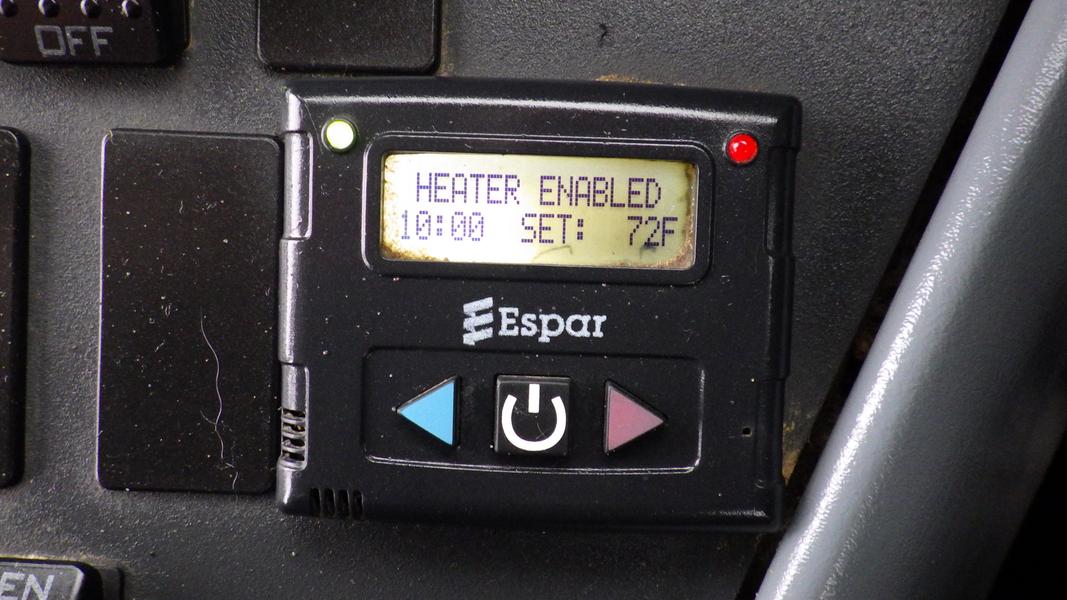 OFF
HEATER ENABLED
10:00 SET: 72F
Espar
EN